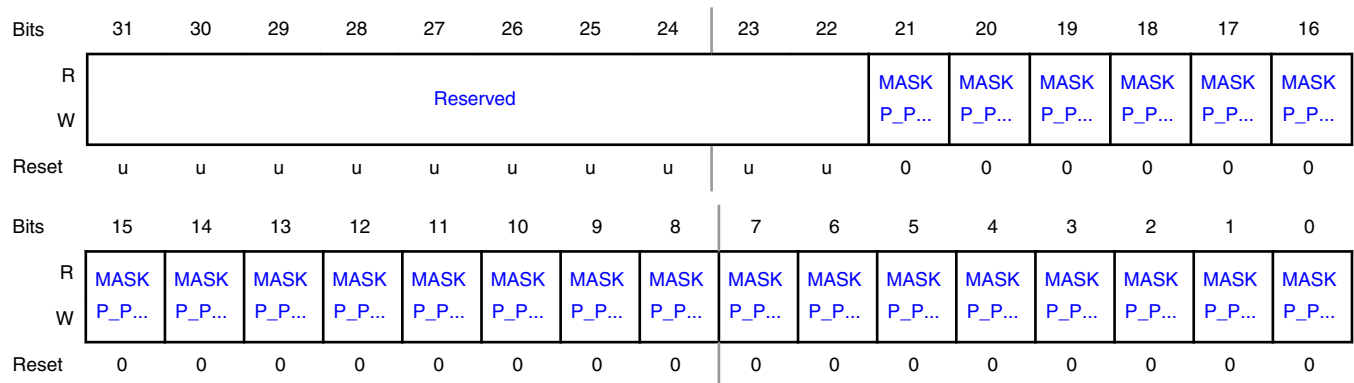 Bits 31 30 29 28 27 26 25 24 23 22 21 20 19 18 17 16
R Reserved MASK MASK MASK MASK MASK MASK
W P_P... P_P... P_P... P_P... P_P... P_P...
Reset u u u u u u u u u u 0 0 0 0 0 0
Bits 15 14 13 12 11 10 9 8 7 6 5 4 3 2 1 0
R MASK MASK MASK MASK MASK MASK MASK MASK MASK MASK MASK MASK MASK MASK MASK MASK
W P_P... P_P... P_P... P_P... P_P... P_P... P_P... P_P... P_P... P_P... P_P... P_P... P_P... P_P... P_P... P_P...
Reset 0 0 0 0 0 0 0 0 0 0 0 0 0 0 0 0